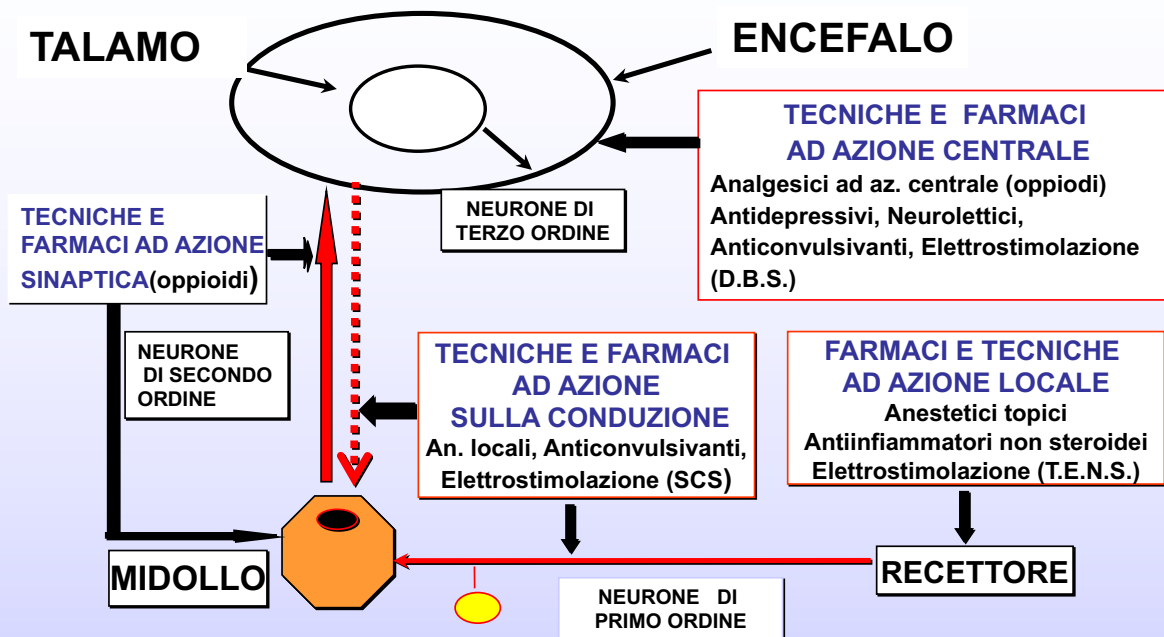 TALAMO
ENCEFALO
TECNICHE E FARMACI
AD AZIONE CENTRALE
Analgesici ad az. centrale (oppiodi)
Antidepressivi, Neurolettici,
Anticonvulsivanti, Elettrostimolazione
(D.B.S.)
NEURONE DI
TERZO ORDINE
TECNICHE E
FARMACI AD AZIONE
SINAPTICA(oppioidi)
NEURONE
DI SECONDO
ORDINE
TECNICHE E FARMACI
AD AZIONE
SULLA CONDUZIONE
An. locali, Anticonvulsivanti,
Elettrostimolazione (SCS)
FARMACI E TECNICHE
AD AZIONE LOCALE
Anestetici topici
Antiinfiammatori non steroidei
Elettrostimolazione (T.E.N.S.)
MIDOLLO
RECETTORE
NEURONE DI
PRIMO ORDINE